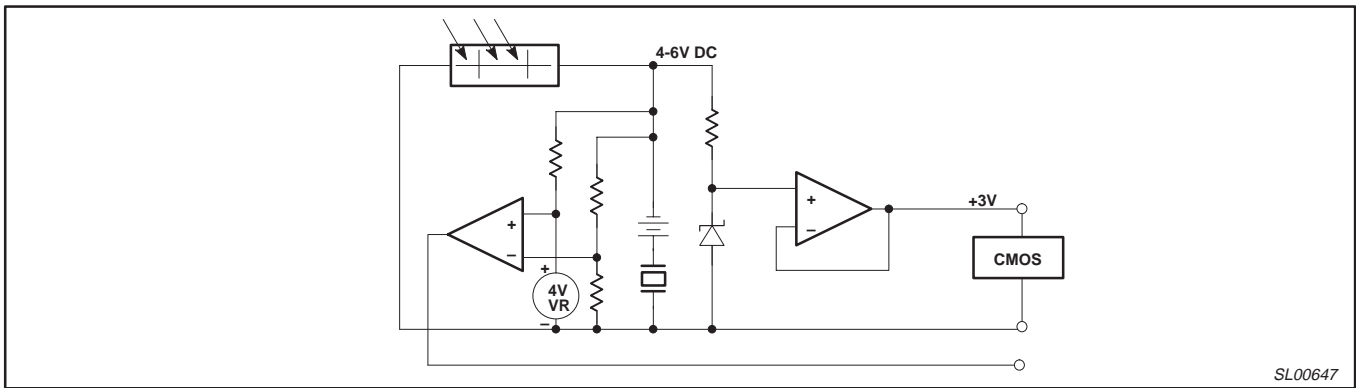 4-6V DC
+
–
+
4V
VR
–
+
–
+3V
CMOS
SL00647